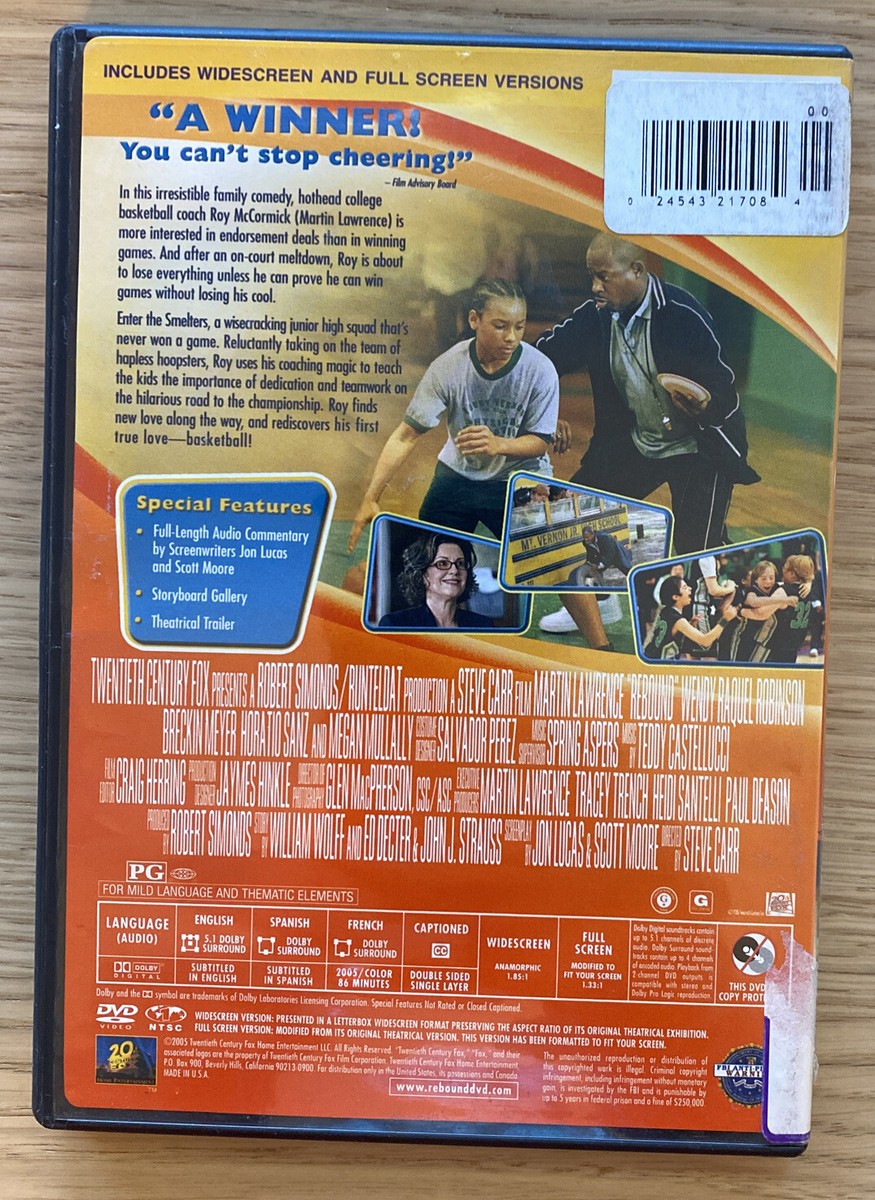 INCLUDES WIDESCREEN AND FULL SCREEN VERSIONS
00
0 24543 21708 4
“A WINNER!
You can't stop cheering!”
– Film Advisory Board
In this irresistible family comedy, hothead college
basketball coach Roy McCormick (Martin Lawrence) is
more interested in endorsement deals than in winning
games. And after an on-court meltdown, Roy is about
to lose everything unless he can prove he can win
games without losing his cool.
Enter the Smelters, a wisecracking junior high squad that's
never won a game. Reluctantly taking on the team of
hapless hoopsters, Roy uses his coaching magic to teach
the kids the importance of dedication and teamwork on
the hilarious road to the championship. Roy finds
new love along the way, and rediscovers his first
true love—basketball!
Special Features
• Full-Length Audio Commentary
by Screenwriters Jon Lucas
and Scott Moore
• Storyboard Gallery
• Theatrical Trailer
MT. VERNON JR. HIGH SCHOOL
32
TWENTIETH CENTURY FOX PRESENTS A ROBERT SIMONDS / RUNTELDAT PRODUCTION A STEVE CARR FILM MARTIN LAWRENCE "REBOUND" WENDY RAQUEL ROBINSON
BRECKIN MEYER HORATIO SANZ AND MEGAN MULLALLY COSTUME DESIGNER SALVADOR PEREZ MUSIC SUPERVISION SPRING ASPERS MUSIC BY TEDDY CASTELLUCCI
FILM EDITOR CRAIG HERRING PRODUCTION DESIGNER JAYMES HINKLE DIRECTOR OF PHOTOGRAPHY GLEN MACPHERSON, CSC/ASC EXECUTIVE PRODUCERS MARTIN LAWRENCE TRACEY TRENCH HEIDI SANTELLI PAUL DEASON
PRODUCED BY ROBERT SIMONDS STORY BY WILLIAM WOLFF AND ED DECTER & JOHN J. STRAUSS SCREENPLAY BY JON LUCAS & SCOTT MOORE DIRECTED BY STEVE CARR
PG
FOR MILD LANGUAGE AND THEMATIC ELEMENTS
G
G
LANGUAGE
(AUDIO)
DOLBY
DIGITAL
ENGLISH
5.1 DOLBY
SURROUND
SUBTITLED
IN ENGLISH
SPANISH
DOLBY
SURROUND
SUBTITLED
IN SPANISH
FRENCH
DOLBY
SURROUND
2005/COLOR
86 MINUTES
CAPTIONED
CC
DOUBLE SIDED
SINGLE LAYER
WIDESCREEN
ANAMORPHIC
1.85:1
FULL
SCREEN
MODIFIED TO
FIT YOUR SCREEN
1.33:1
Dolby Digital soundtracks contain
up to 5.1 channels of discrete
audio. Dolby Surround sound-
tracks contain up to 4 channels
of encoded audio. Playback from
2 channel DVD outputs is
compatible with stereo and
Dolby Pro Logic reproduction.
THIS DVD
COPY
Dolby and the DD symbol are trademarks of Dolby Laboratories Licensing Corporation. Special Features Not Rated or Closed Captioned.
DVD
VIDEO
NTSC
WIDESCREEN VERSION: PRESENTED IN A LETTERBOX WIDESCREEN FORMAT PRESERVING THE ASPECT RATIO OF ITS ORIGINAL THEATRICAL EXHIBITION.
FULL SCREEN VERSION: MODIFIED FROM ITS ORIGINAL THEATRICAL VERSION. THIS VERSION HAS BEEN FORMATTED TO FIT YOUR SCREEN.
20
HOME ENTERTAINMENT
TM
©2005 Twentieth Century Fox Home Entertainment LLC. All Rights Reserved. "Twentieth Century Fox," "Fox," and their
associated logos are the property of Twentieth Century Fox Film Corporation. Twentieth Century Fox Home Entertainment,
P.O. Box 900, Beverly Hills, California 90213-0900. For distribution only in the United States, its possessions and Canada.
MADE IN U.S.A.
www.rebounddvd.com
The unauthorized reproduction or distribution of
this copyrighted work is illegal. Criminal copyright
infringement, including infringement without monetary
gain, is investigated by the FBI and is punishable by
up to 5 years in federal prison and a fine of $250,000.
FBI ANTI-